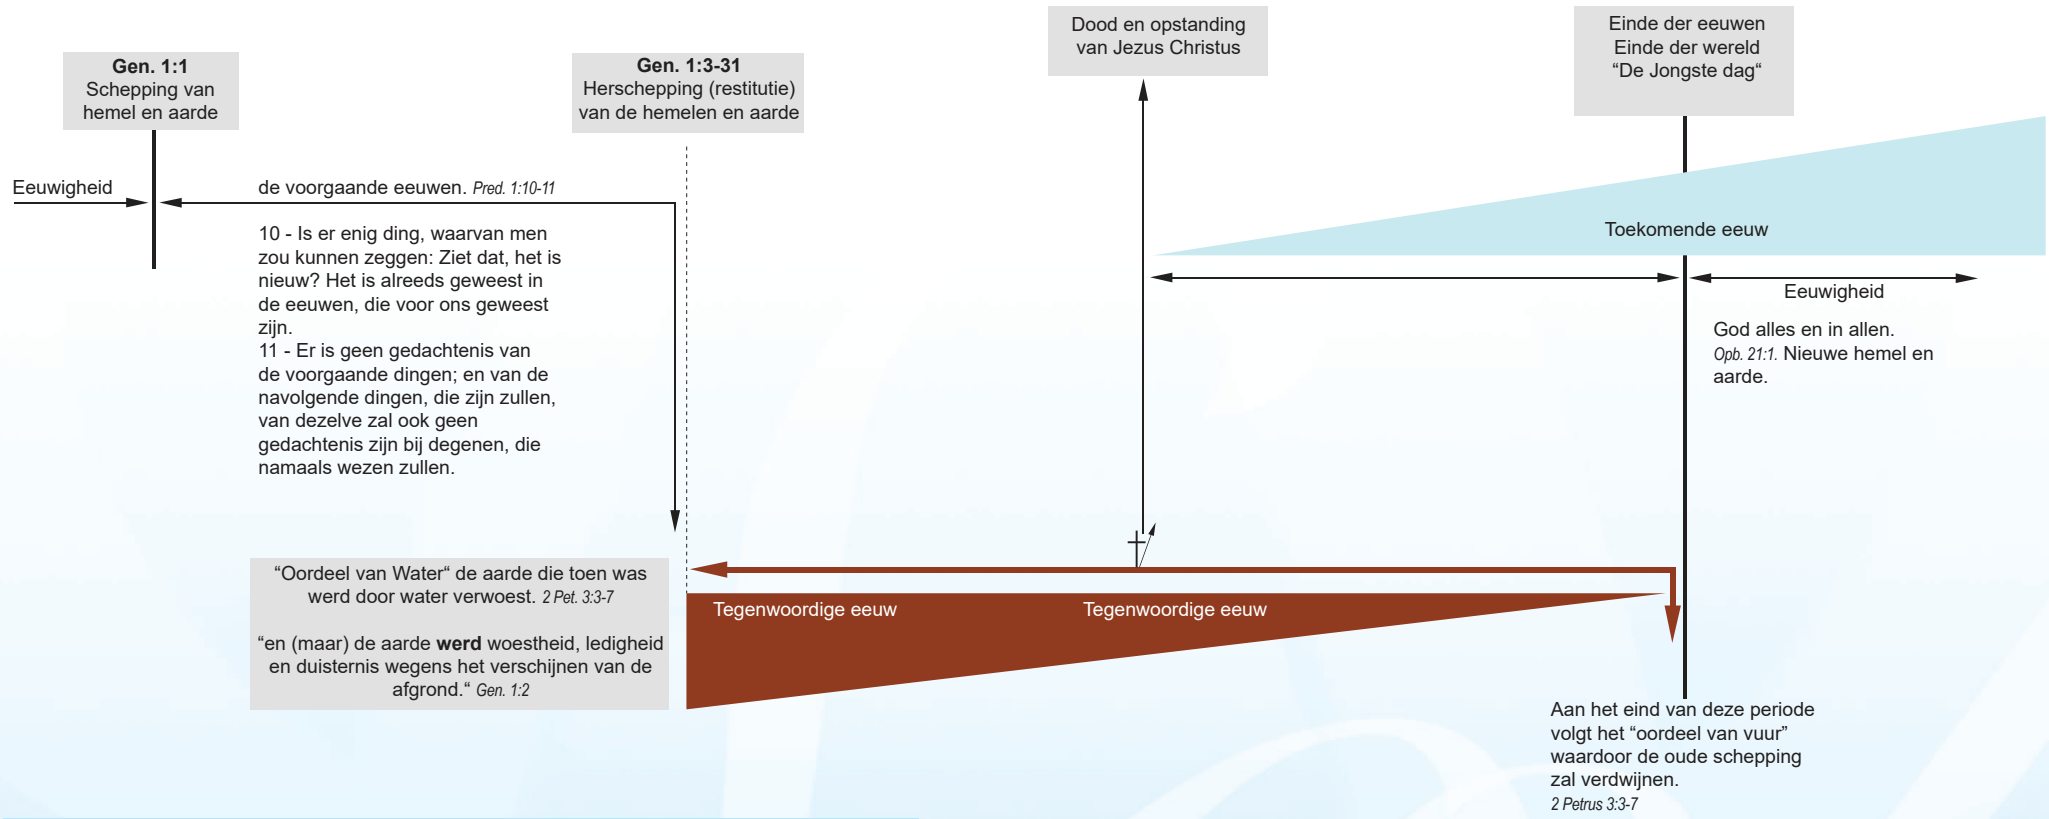 Gen. 1:1
Schepping van
hemel en aarde
Gen. 1:3-31
Herschepping (restitutie)
van de hemelen en aarde
Dood en opstanding
van Jezus Christus
Einde der eeuwen
Einde der wereld
“De Jongste dag“
Eeuwigheid
de voorgaande eeuwen. Pred. 1:10-11
10 - Is er enig ding, waarvan men
zou kunnen zeggen: Ziet dat, het is
nieuw? Het is alreeds geweest in
de eeuwen, die voor ons geweest
zijn.
11 - Er is geen gedachtenis van
de voorgaande dingen; en van de
navolgende dingen, die zijn zullen,
van dezelve zal ook geen
gedachtenis zijn bij degenen, die
namaals wezen zullen.
Toekomende eeuw
Eeuwigheid
God alles en in allen.
Opb. 21:1. Nieuwe hemel en
aarde.
“Oordeel van Water“ de aarde die toen was
werd door water verwoest. 2 Pet. 3:3-7
“en (maar) de aarde werd woestheid, ledigheid
en duisternis wegens het verschijnen van de
afgrond.“ Gen. 1:2
Tegenwoordige eeuw
Tegenwoordige eeuw
Aan het eind van deze periode
volgt het “oordeel van vuur”
waardoor de oude schepping
zal verdwijnen.
2 Petrus 3:3-7